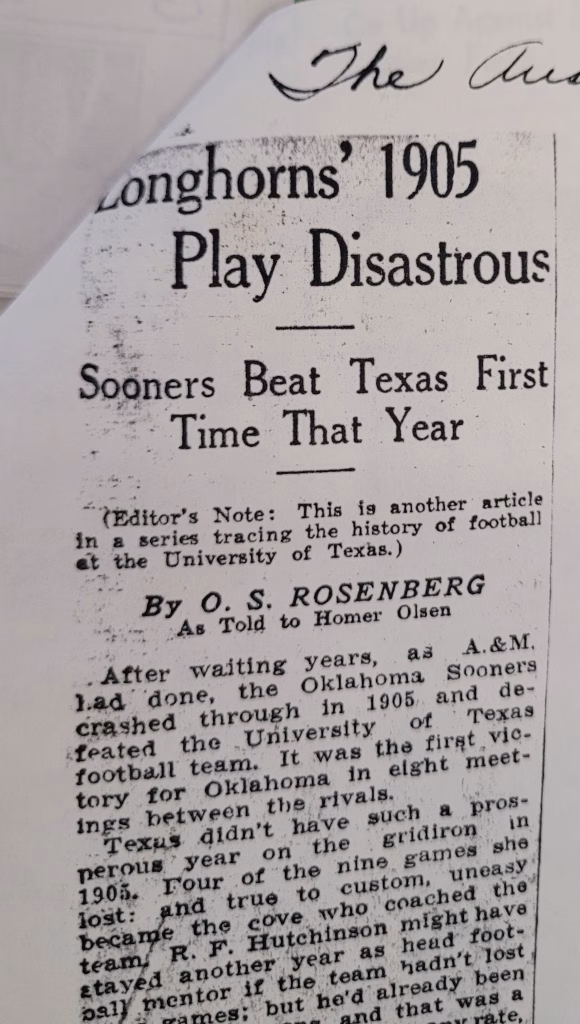 The
Longhorns' 1905
Play Disastrous
Sooners Beat Texas First
Time That Year
(Editor's Note: This is another article
in a series tracing the history of football
at the University of Texas.)
By O. S. ROSENBERG
As Told to Homer Olsen
After waiting years, as A.&M.
had done, the Oklahoma Sooners
crashed through in 1905 and de-
feated the University of Texas
football team. It was the first vic-
tory for Oklahoma in eight meet-
ings between the rivals.
Texas didn't have such a pros-
perous year on the gridiron in
1905. Four of the nine games she
lost: and true to custom, uneasy
became the cove who coached the
team. R. F. Hutchinson might have
stayed another year as head foot-
ball mentor if the team hadn't lost
games; but he'd already been
and that was a
rate,